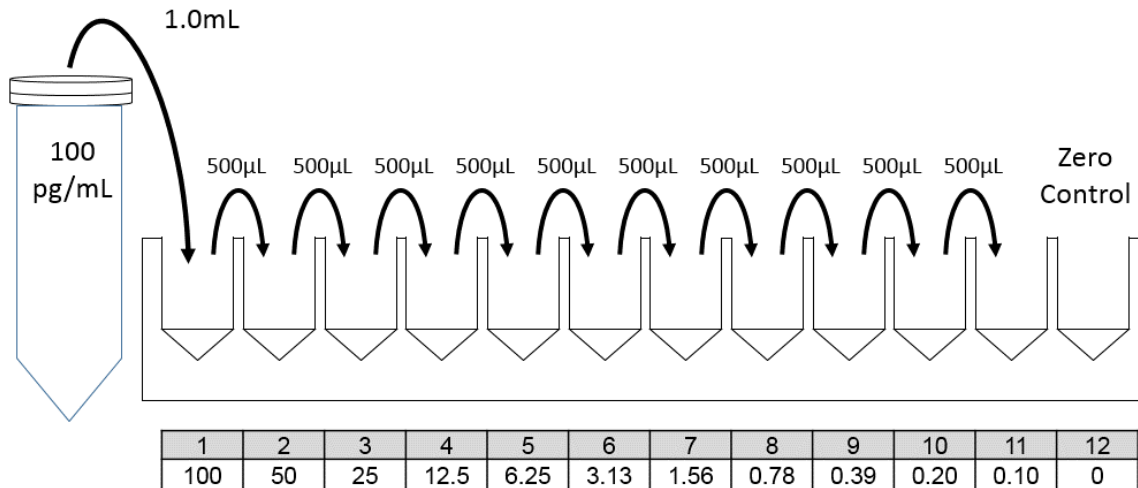 1.0mL
100
pg/mL
500µL 500µL 500µL 500µL 500µL 500µL 500µL 500µL 500µL 500µL
Zero
Control
1 2 3 4 5 6 7 8 9 10 11 12
100 50 25 12.5 6.25 3.13 1.56 0.78 0.39 0.20 0.10 0